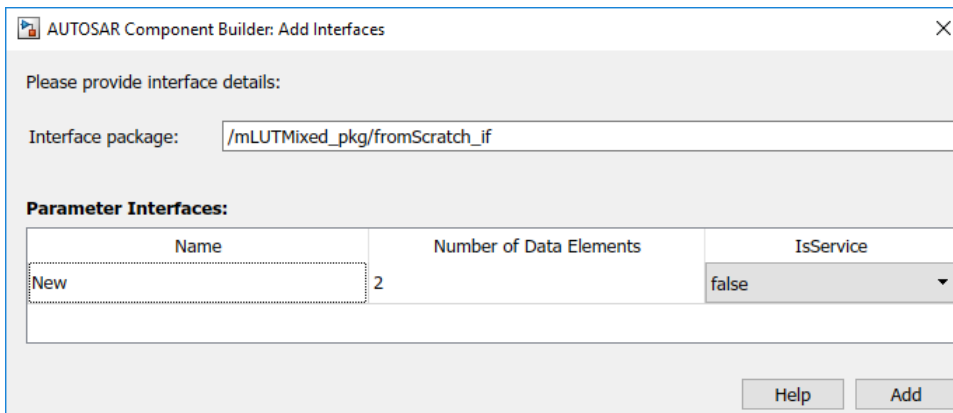 AUTOSAR Component Builder: Add Interfaces
Please provide interface details:
Interface package: /mLUTMixed_pkg/fromScratch_if
Parameter Interfaces:
Name Number of Data Elements IsService
New 2 false
Help Add